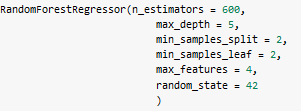 RandomForestRegressor(n_estimators = 600,
max_depth = 5,
min_samples_split = 2,
min_samples_leaf = 2,
max_features = 4,
random_state = 42
)